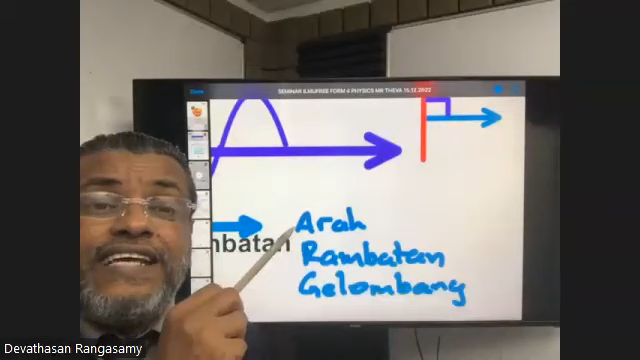 SEMINAR ILMUFREE FORM 4 PHYSICS MR THEVA 15.12.2022
mbatan
Arah
Rambatan
Gelombang
Devathasan Rangasamy